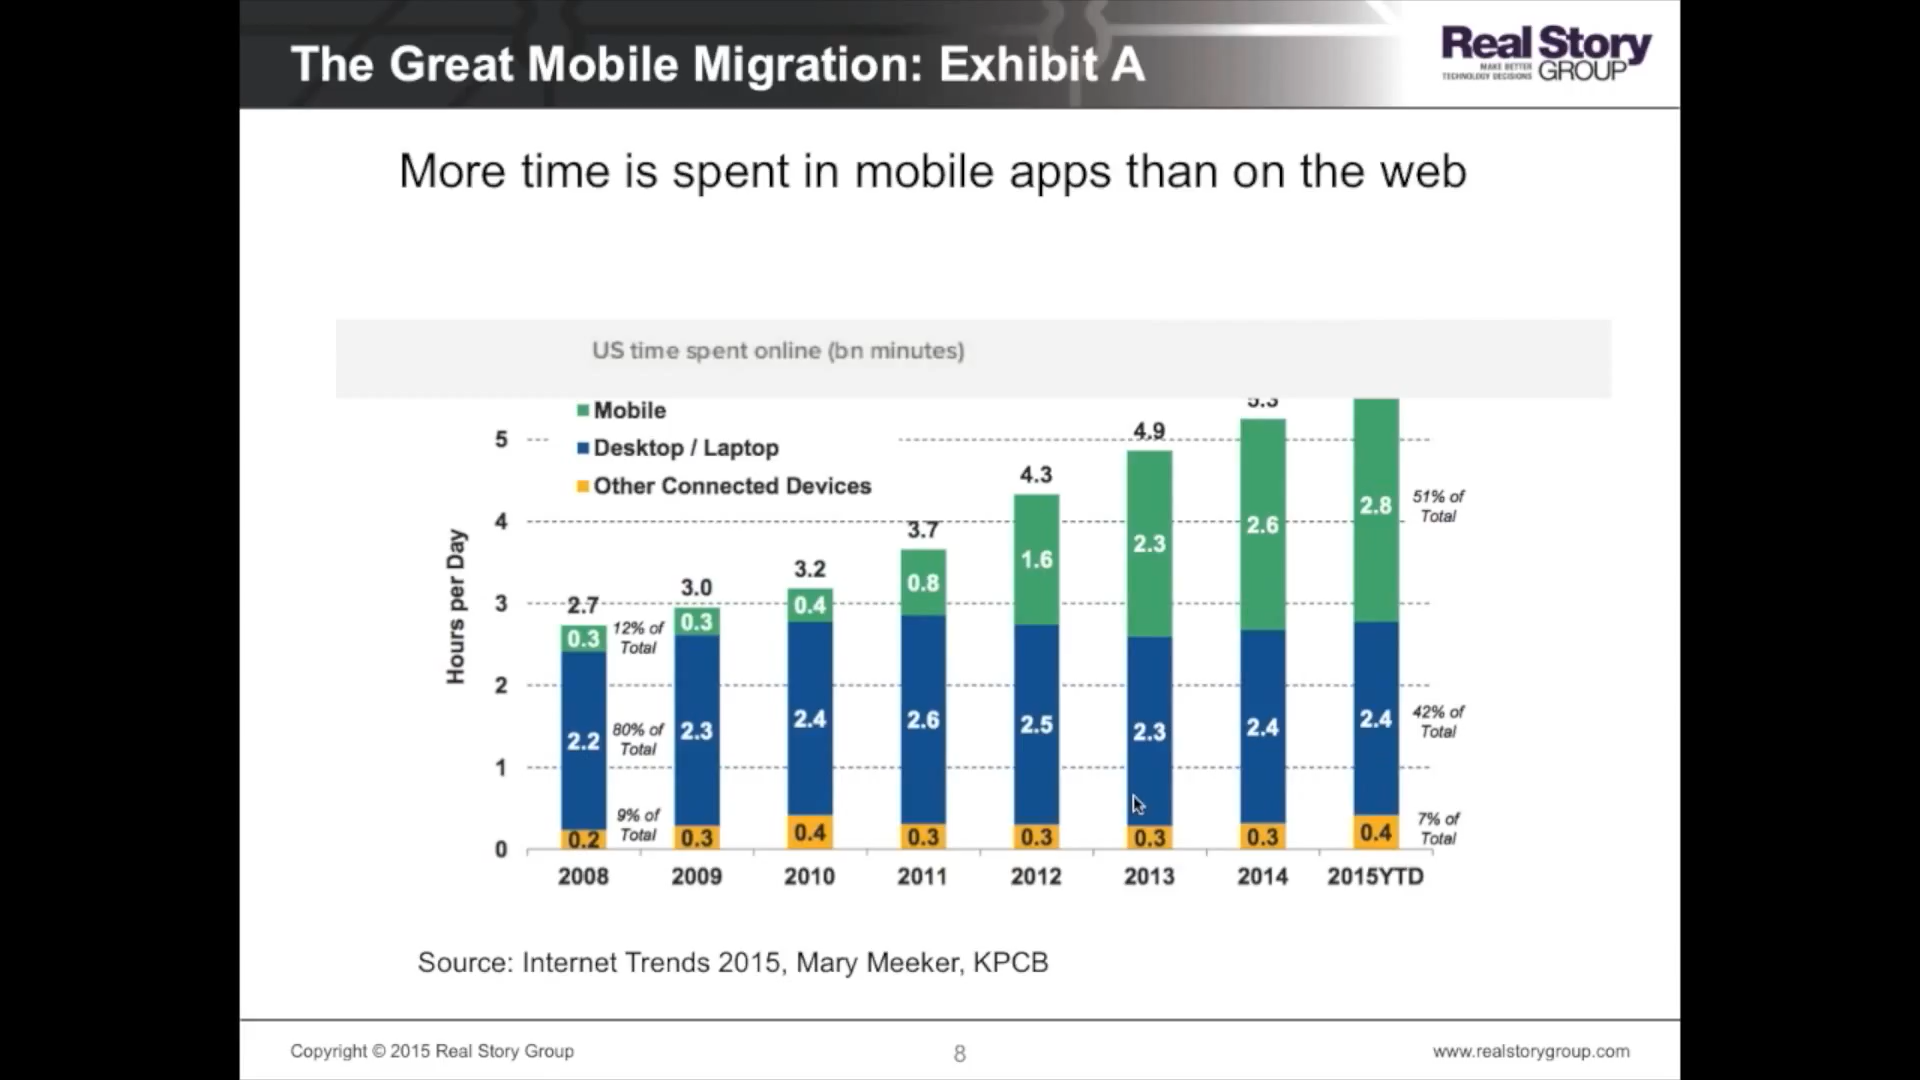 The Great Mobile Migration: Exhibit A
Real Story
MAKE BETTER
TECHNOLOGY DECISIONS
GROUP
More time is spent in mobile apps than on the web
US time spent online (bn minutes)
Mobile
Desktop / Laptop
Other Connected Devices
Hours per Day
5
4
3
2
1
0
2.7
0.3
2.2
0.2
12% of
Total
80% of
Total
9% of
Total
3.0
0.3
2.3
0.3
3.2
0.4
2.4
0.4
3.7
0.8
2.6
0.3
4.3
1.6
2.5
0.3
4.9
2.3
2.3
0.3
5.3
2.6
2.4
0.3
2.8
2.4
0.4
51% of
Total
42% of
Total
7% of
Total
2008 2009 2010 2011 2012 2013 2014 2015YTD
Source: Internet Trends 2015, Mary Meeker, KPCB
Copyright © 2015 Real Story Group
8
www.realstorygroup.com